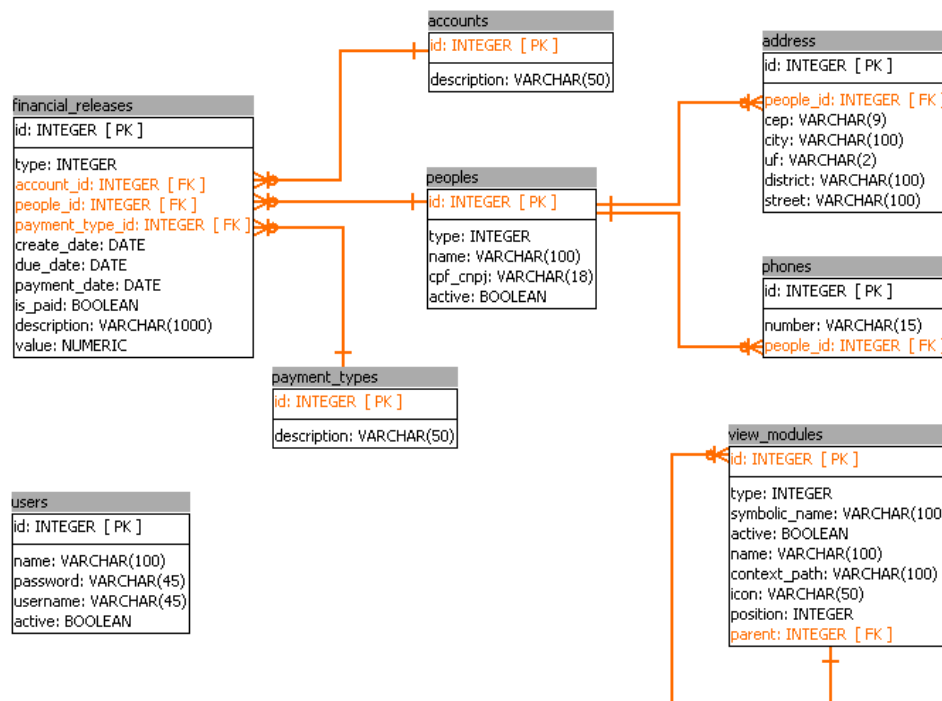 accounts
id: INTEGER [ PK ]
description: VARCHAR(50)
address
id: INTEGER [ PK ]
people_id: INTEGER [ FK ]
cep: VARCHAR(9)
city: VARCHAR(100)
uf: VARCHAR(2)
district: VARCHAR(100)
street: VARCHAR(100)
financial_releases
id: INTEGER [ PK ]
type: INTEGER
account_id: INTEGER [ FK ]
people_id: INTEGER [ FK ]
payment_type_id: INTEGER [ FK ]
create_date: DATE
due_date: DATE
payment_date: DATE
is_paid: BOOLEAN
description: VARCHAR(1000)
value: NUMERIC
peoples
id: INTEGER [ PK ]
type: INTEGER
name: VARCHAR(100)
cpf_cnpj: VARCHAR(18)
active: BOOLEAN
phones
id: INTEGER [ PK ]
number: VARCHAR(15)
people_id: INTEGER [ FK ]
payment_types
id: INTEGER [ PK ]
description: VARCHAR(50)
view_modules
id: INTEGER [ PK ]
type: INTEGER
symbolic_name: VARCHAR(100
active: BOOLEAN
name: VARCHAR(100)
context_path: VARCHAR(100)
icon: VARCHAR(50)
position: INTEGER
parent: INTEGER [ FK ]
users
id: INTEGER [ PK ]
name: VARCHAR(100)
password: VARCHAR(45)
username: VARCHAR(45)
active: BOOLEAN